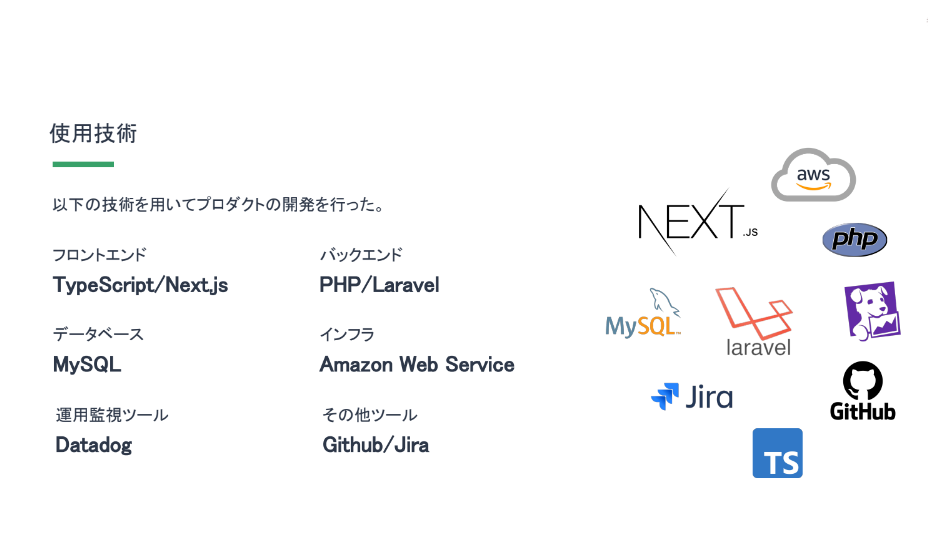 使用技術
以下の技術を用いてプロダクトの開発を行った。
フロントエンド
TypeScript/Next.js
バックエンド
PHP/Laravel
データベース
MySQL
インフラ
Amazon Web Service
運用監視ツール
Datadog
その他ツール
Github/Jira
aws
NEXT.JS
php
MySQL™
laravel
Jira
GitHub
TS